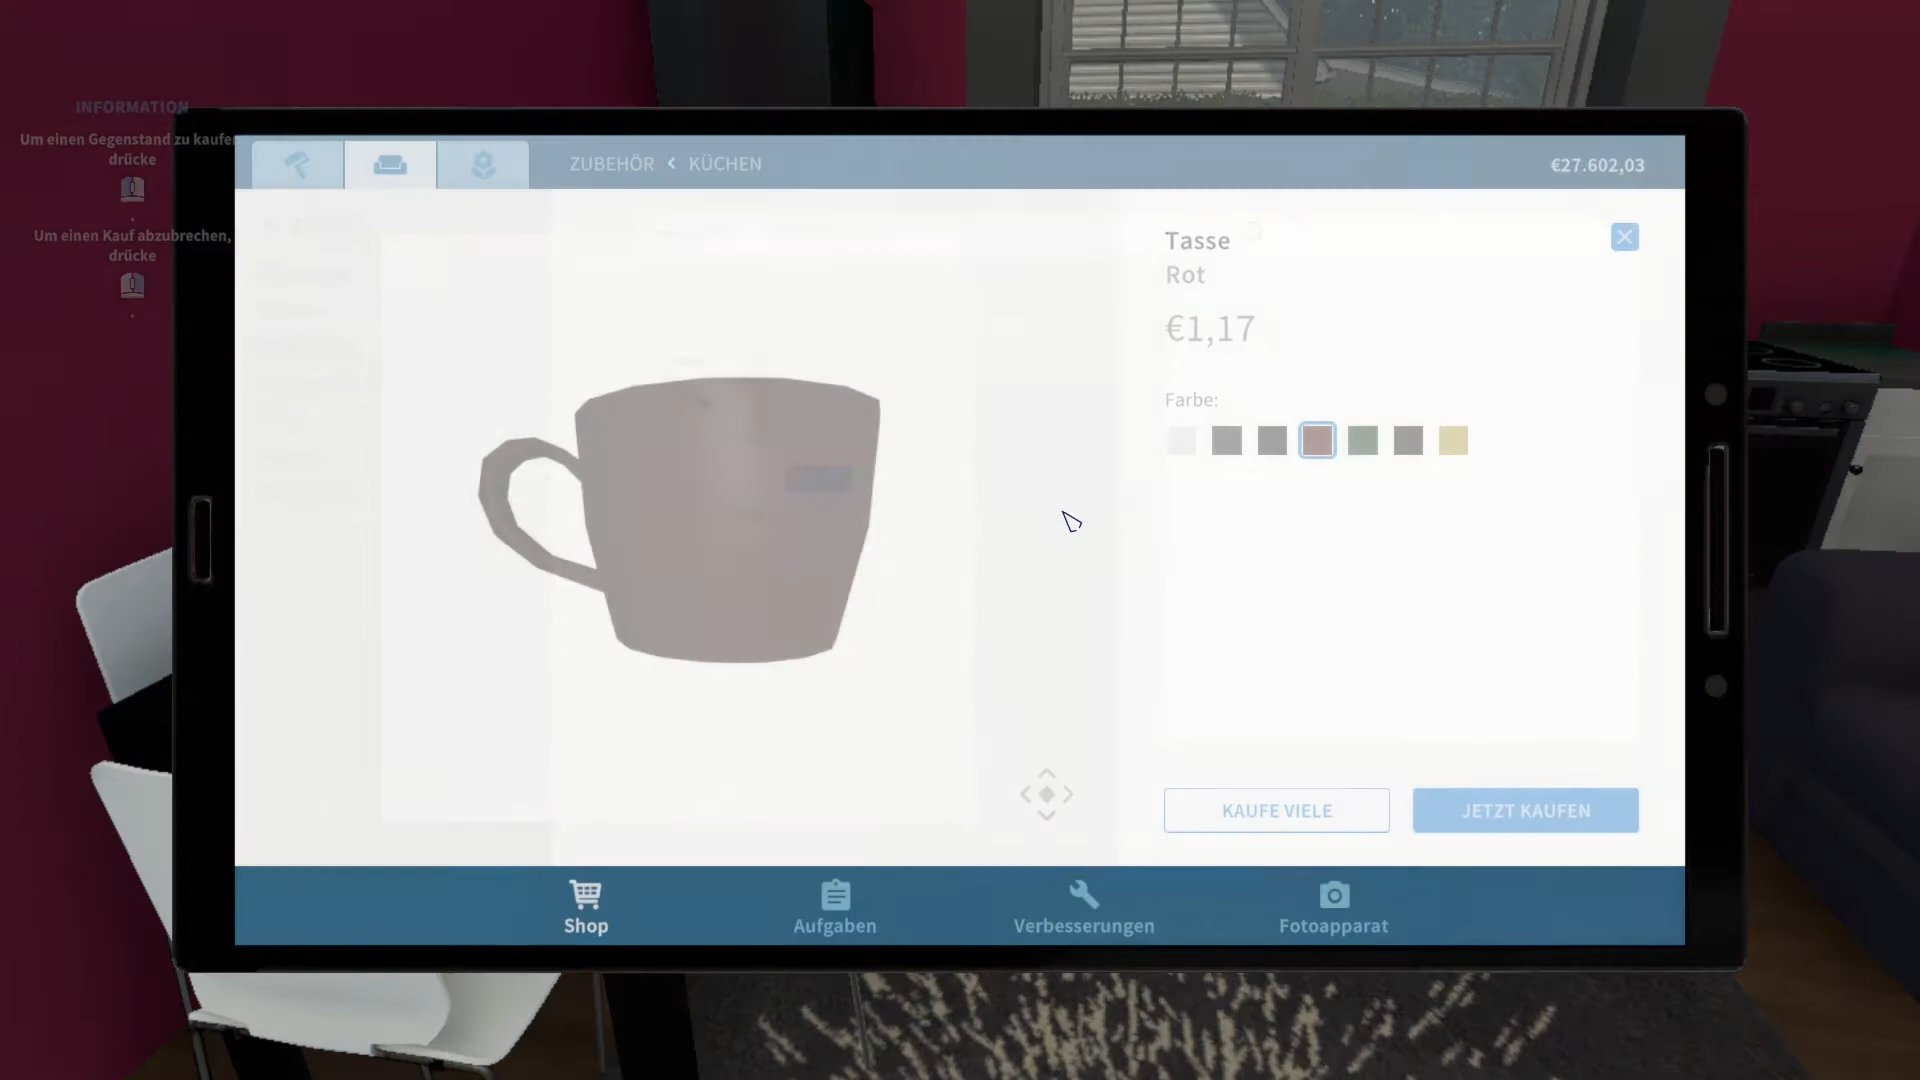 INFORMATION
Um einen Gegenstand zu kaufen
drücke
.
Um einen Kauf abzubrechen,
drücke
.
ZUBEHÖR < KÜCHEN
€27.602,03
Tasse
Rot
€1,17
Farbe:
KAUFE VIELE
JETZT KAUFEN
Shop
Aufgaben
Verbesserungen
Fotoapparat